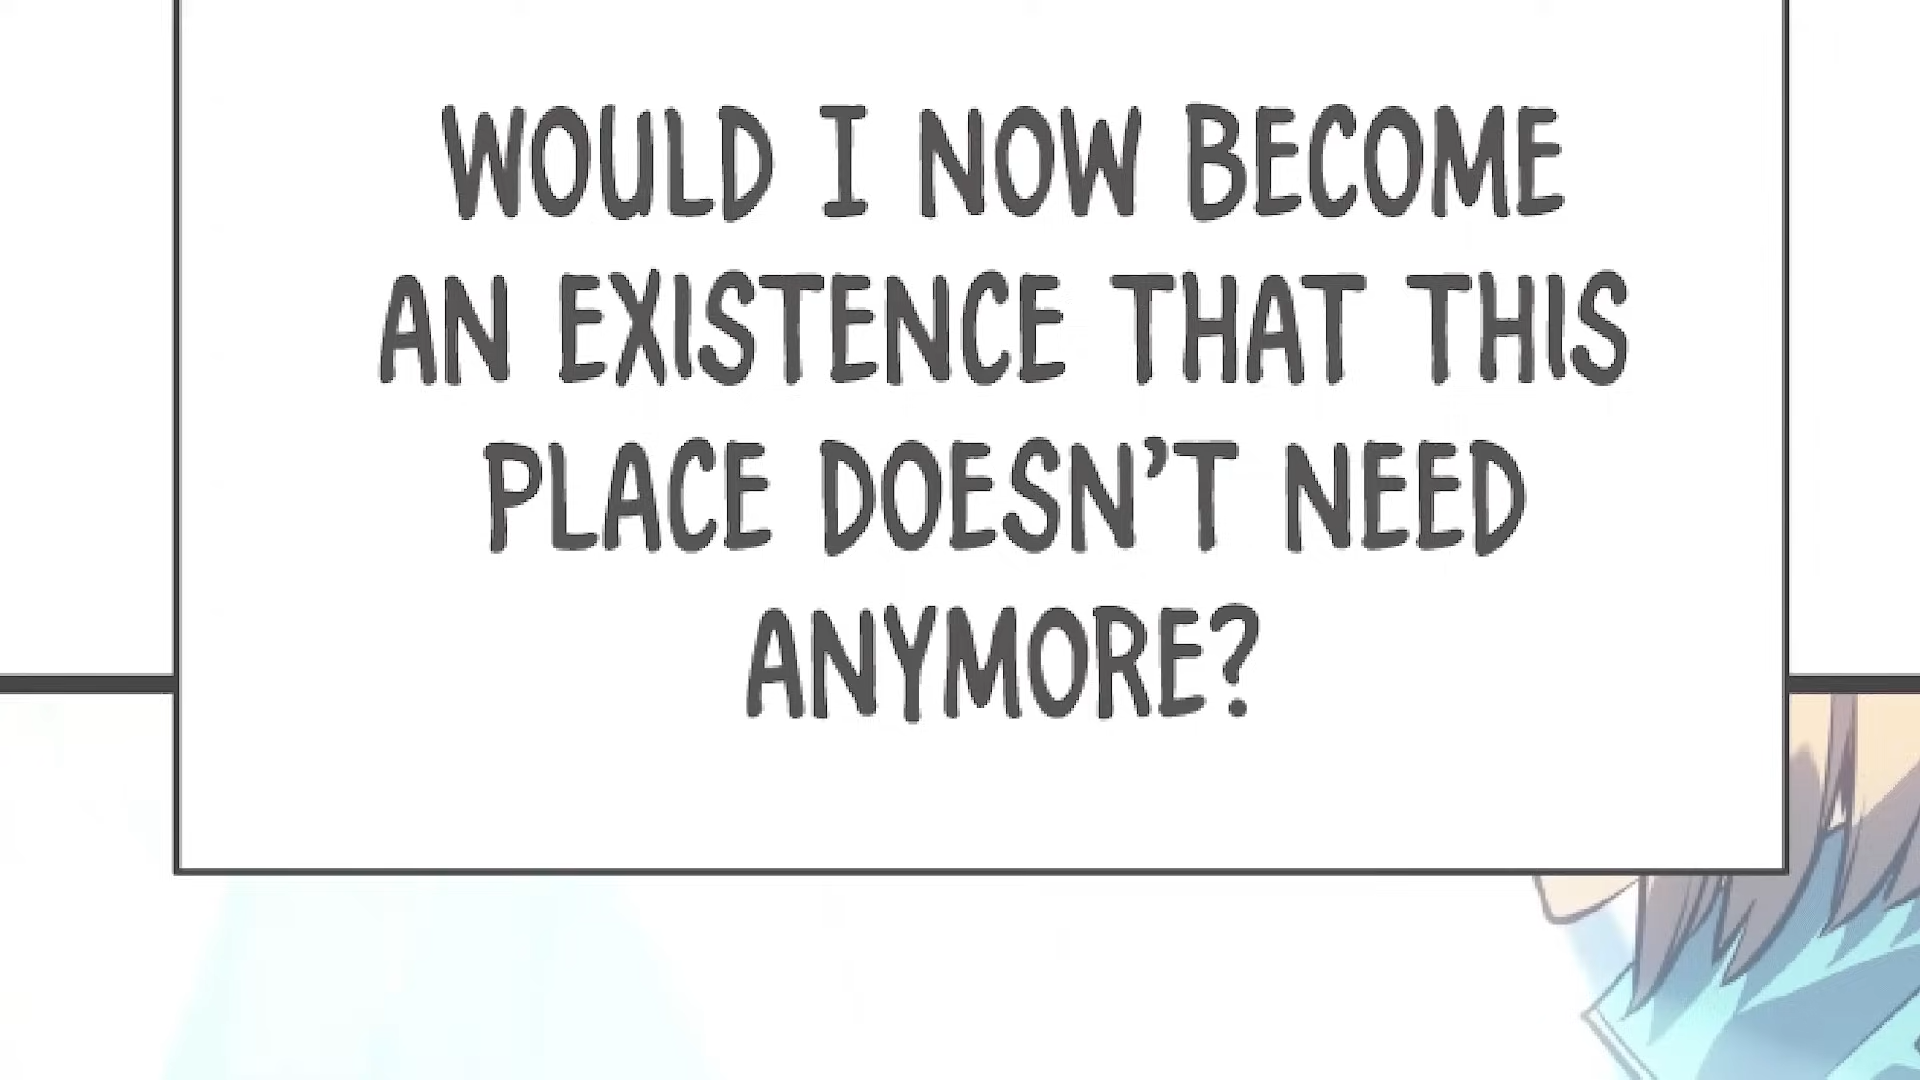 WOULD I NOW BECOME
AN EXISTENCE THAT THIS
PLACE DOESN'T NEED
ANYMORE?